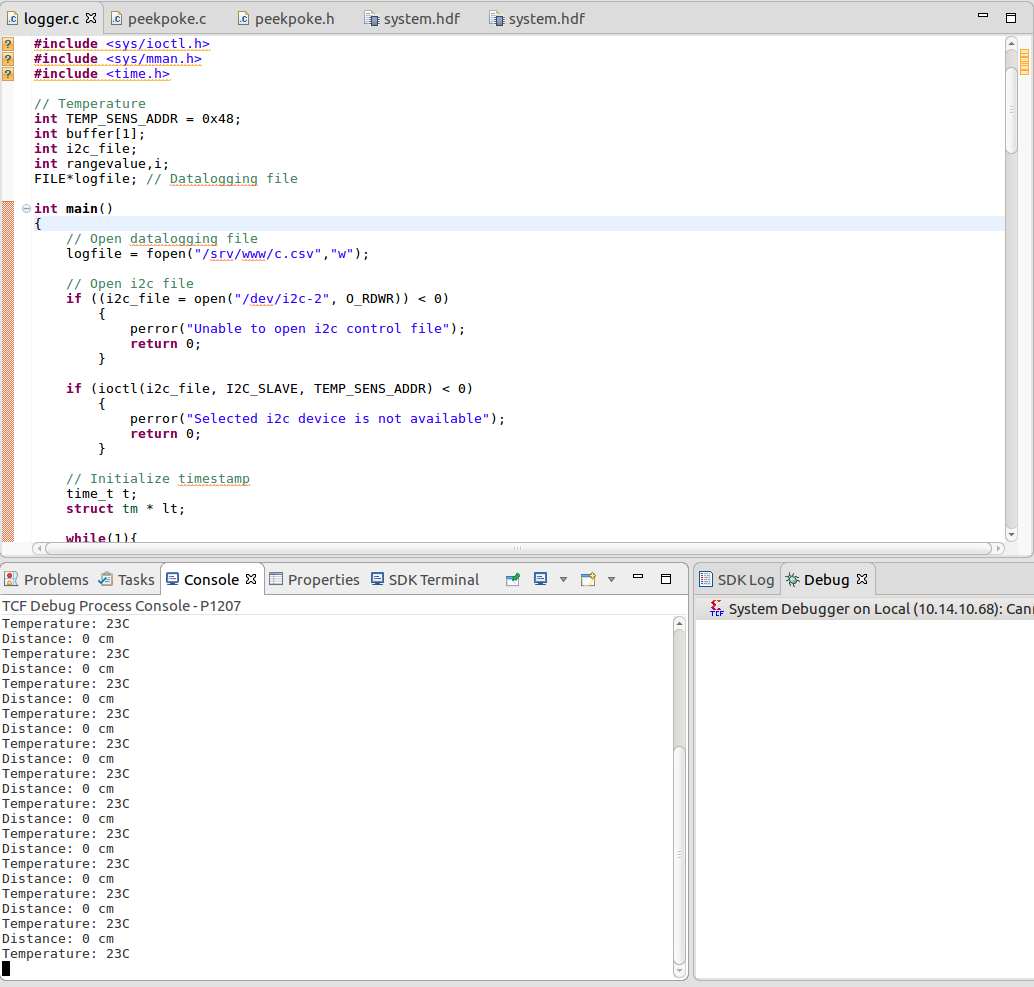 logger.c peekpoke.c peekpoke.h system.hdf system.hdf
#include <sys/ioctl.h>
#include <sys/mman.h>
#include <time.h>
// Temperature
int TEMP_SENS_ADDR = 0x48;
int buffer[1];
int i2c_file;
int rangevalue,i;
FILE*logfile; // Datalogging file
int main()
{
// Open datalogging file
logfile = fopen("/srv/www/c.csv","w");
// Open i2c file
if ((i2c_file = open("/dev/i2c-2", O_RDWR)) < 0)
{
perror("Unable to open i2c control file");
return 0;
}
if (ioctl(i2c_file, I2C_SLAVE, TEMP_SENS_ADDR) < 0)
{
perror("Selected i2c device is not available");
return 0;
}
// Initialize timestamp
time_t t;
struct tm * lt;
while(1){
Problems Tasks Console Properties SDK Terminal
TCF Debug Process Console - P1207
Temperature: 23C
Distance: 0 cm
Temperature: 23C
Distance: 0 cm
Temperature: 23C
Distance: 0 cm
Temperature: 23C
Distance: 0 cm
Temperature: 23C
Distance: 0 cm
Temperature: 23C
Distance: 0 cm
Temperature: 23C
Distance: 0 cm
Temperature: 23C
Distance: 0 cm
Temperature: 23C
Distance: 0 cm
Temperature: 23C
Distance: 0 cm
Temperature: 23C
Distance: 0 cm
Temperature: 23C
SDK Log Debug
TCF System Debugger on Local (10.14.10.68): Cann